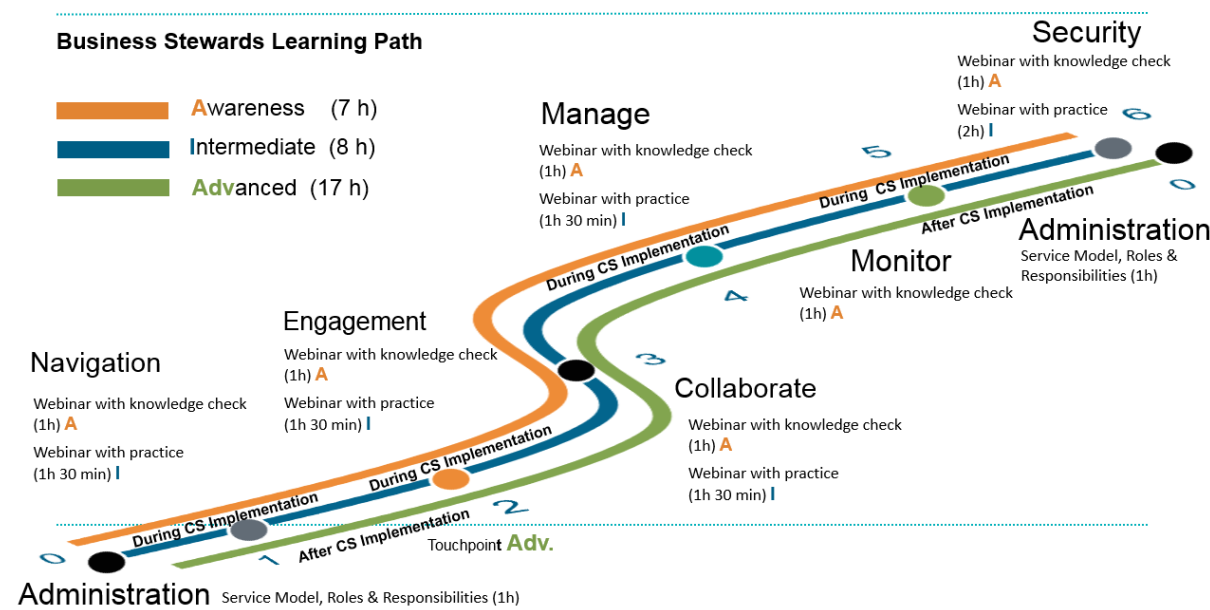 Business Stewards Learning Path
Awareness (7 h)
Intermediate (8 h)
Advanced (17 h)
Security
Webinar with knowledge check
(1h) A
Webinar with practice
(2h) I
6
Manage
Webinar with knowledge check
(1h) A
Webinar with practice
(1h 30 min) I
5
During CS Implementation
After CS Implementation
0
Administration
Service Model, Roles &
Responsibilities (1h)
During CS Implementation
Monitor
Webinar with knowledge check
(1h) A
4
Engagement
Webinar with knowledge check
(1h) A
Webinar with practice
(1h 30 min) I
3
Collaborate
Webinar with knowledge check
(1h) A
Webinar with practice
(1h 30 min) I
Navigation
Webinar with knowledge check
(1h) A
Webinar with practice
(1h 30 min) I
During CS Implementation
During CS Implementation
2
After CS Implementation
Touchpoint Adv.
0
1
Administration Service Model, Roles & Responsibilities (1h)